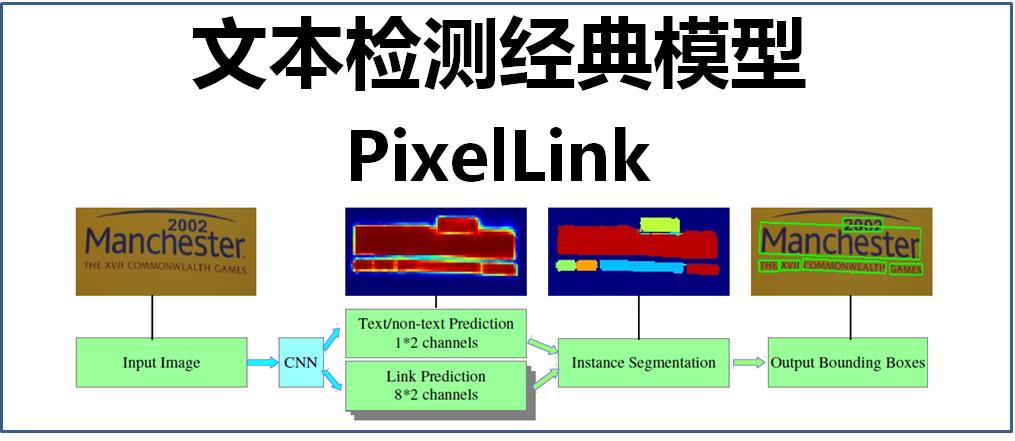 文本检测经典模型
PixelLink
2002
Manchester
THE XVII COMMONWEALTH GAMES
2002
Manchester
THE XVII COMMONWEALTH GAMES
Text/non-text Prediction
1*2 channels
Input Image
CNN
Link Prediction
8*2 channels
Instance Segmentation
Output Bounding Boxes